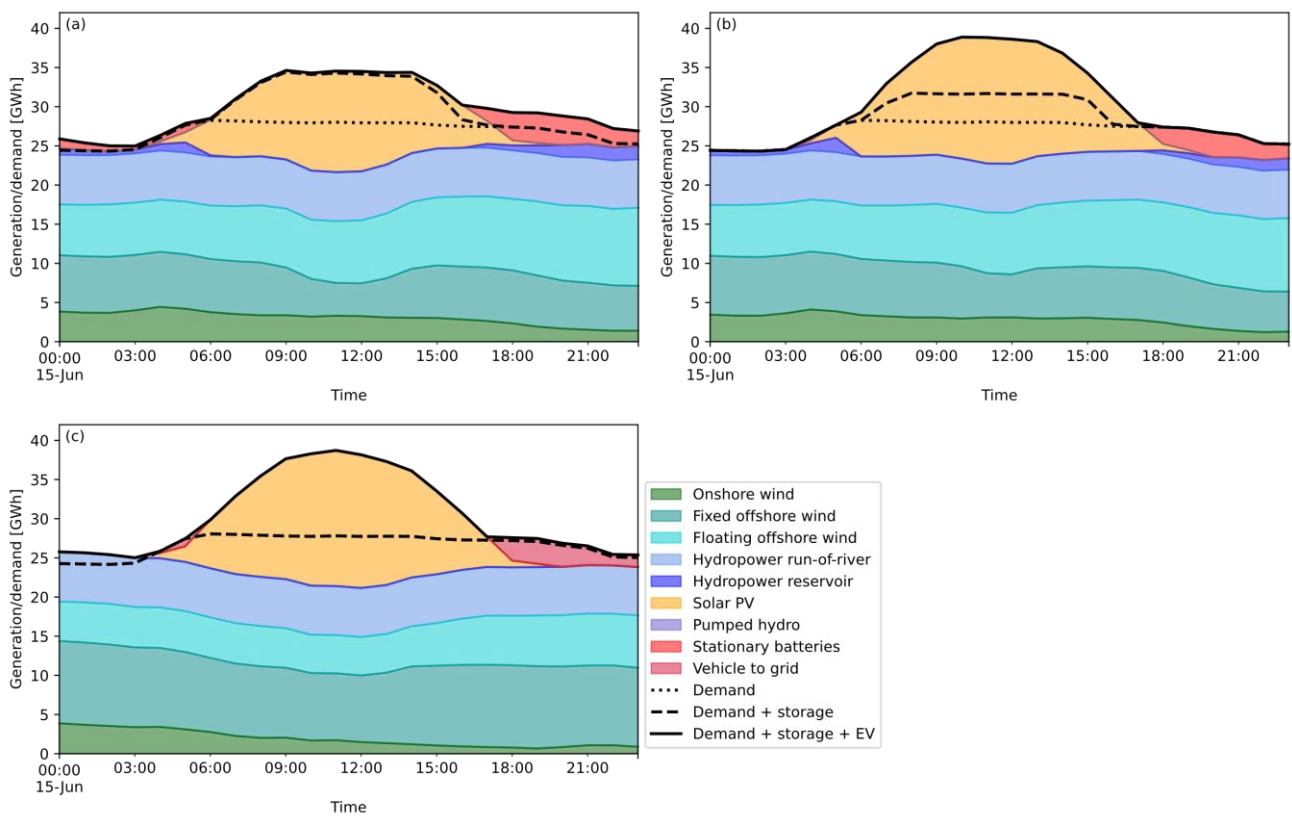 (a)
Generation/demand [GWh]
40
35
30
25
20
15
10
5
0
00:00 03:00 06:00 09:00 12:00 15:00 18:00 21:00
15-Jun
Time
(b)
Generation/demand [GWh]
40
35
30
25
20
15
10
5
0
00:00 03:00 06:00 09:00 12:00 15:00 18:00 21:00
15-Jun
Time
(c)
Generation/demand [GWh]
40
35
30
25
20
15
10
5
0
00:00 03:00 06:00 09:00 12:00 15:00 18:00 21:00
15-Jun
Time
Onshore wind
Fixed offshore wind
Floating offshore wind
Hydropower run-of-river
Hydropower reservoir
Solar PV
Pumped hydro
Stationary batteries
Vehicle to grid
Demand
Demand + storage
Demand + storage + EV